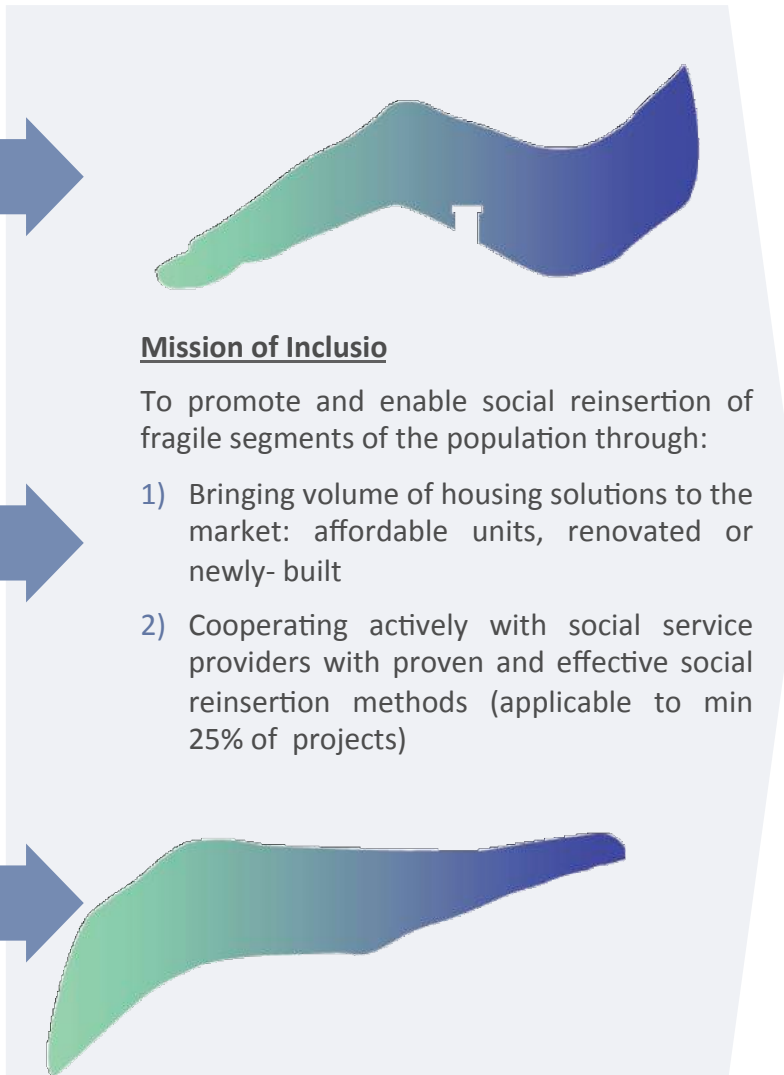 Mission of Inclusio
To promote and enable social reinsertion of
fragile segments of the population through:
1) Bringing volume of housing solutions to the
market: affordable units, renovated or
newly- built
2) Cooperating actively with social service
providers with proven and effective social
reinsertion methods (applicable to min
25% of projects)